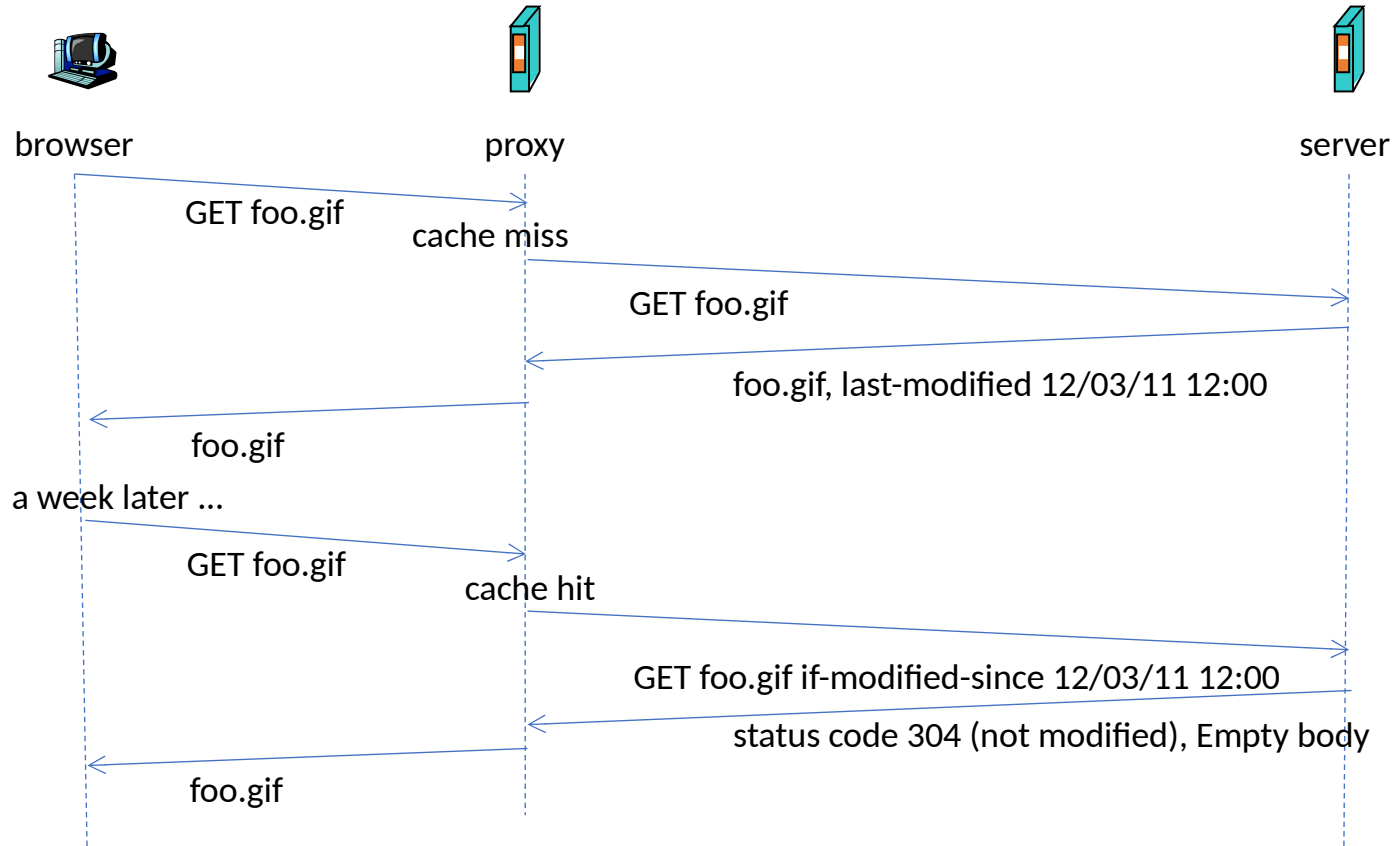 browser
proxy
server
GET foo.gif
cache miss
GET foo.gif
foo.gif, last-modified 12/03/11 12:00
foo.gif
a week later ...
GET foo.gif
cache hit
GET foo.gif if-modified-since 12/03/11 12:00
status code 304 (not modified), Empty body
foo.gif